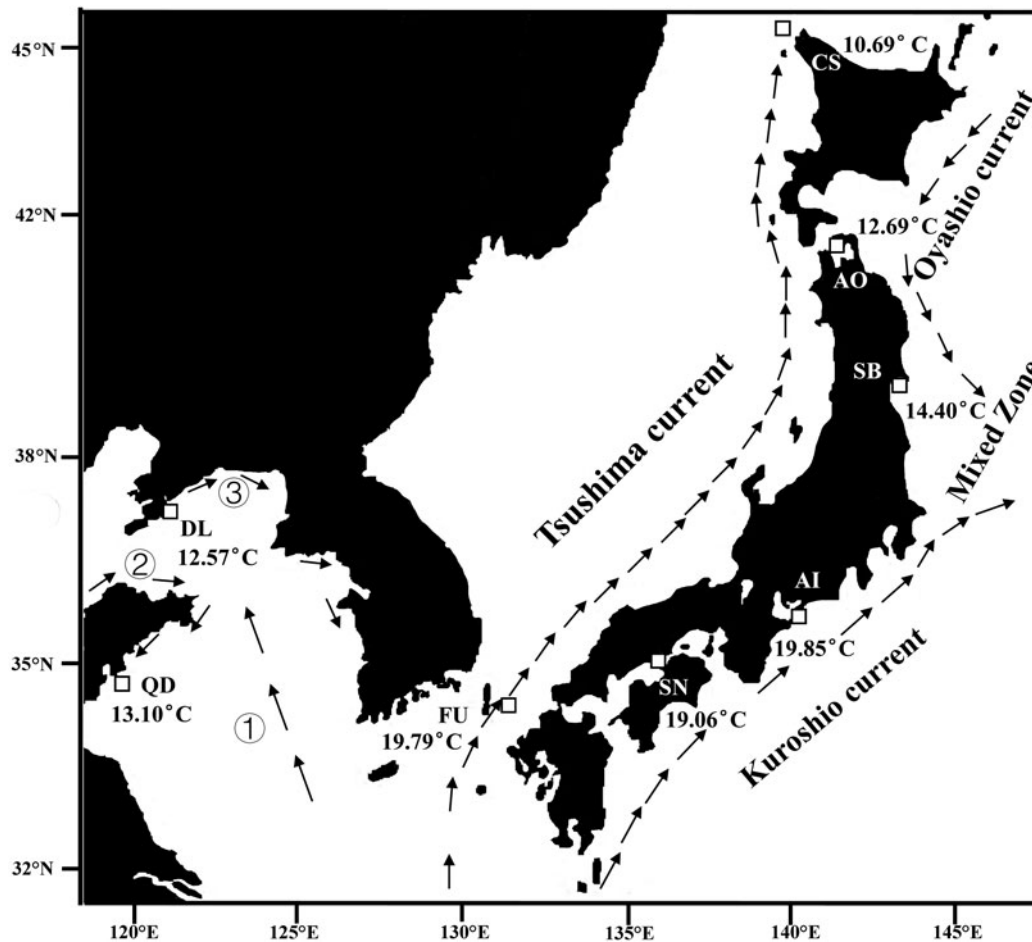 45°N
42°N
38°N
35°N
32°N
120°E
125°E
130°E
135°E
140°E
145°E
CS
10.69°C
Oyashio current
12.69°C
AO
SB
14.40°C
Mixed Zone
Tsushima current
③
DL
12.57°C
②
QD
13.10°C
①
FU
19.79°C
SN
19.06°C
AI
19.85°C
Kuroshio current